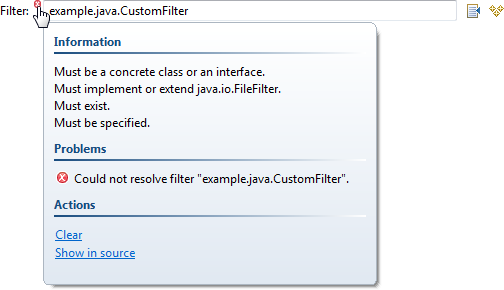 Filter: example.java.CustomFilter
Information
Must be a concrete class or an interface.
Must implement or extend java.io.FileFilter.
Must exist.
Must be specified.
Problems
Could not resolve filter "example.java.CustomFilter".
Actions
Clear
Show in source